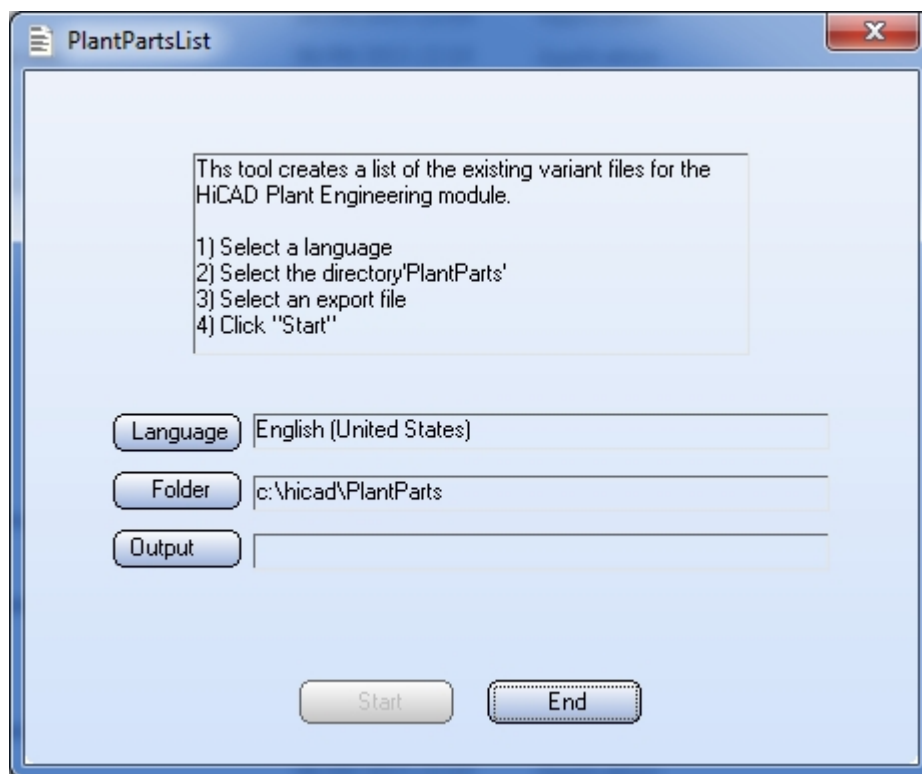 PlantPartsList
Ths tool creates a list of the existing variant files for the
HiCAD Plant Engineering module.
1) Select a language
2) Select the directory'PlantParts'
3) Select an export file
4) Click "Start"
Language English (United States)
Folder c:\hicad\PlantParts
Output
Start End